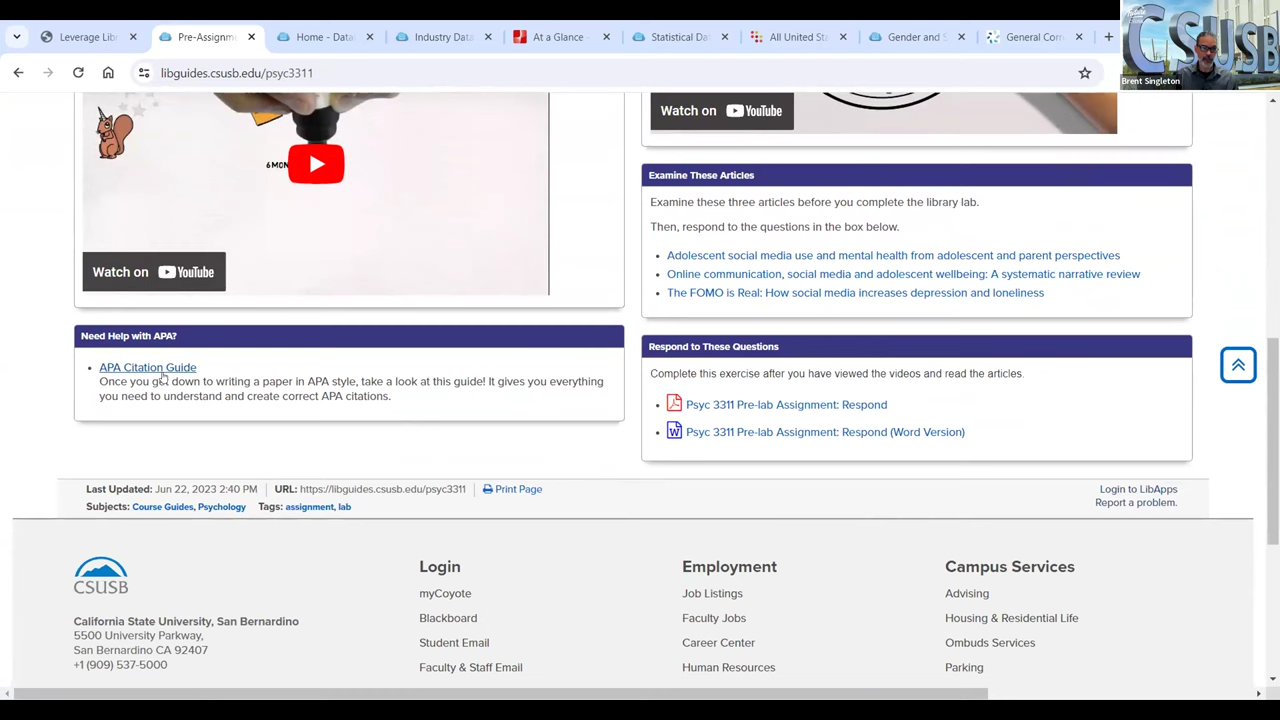 Leverage Lib
Pre-Assignm
Home - Data
Industry Data
At a Glance -
Statistical Dat
All United Sta
Gender and S
General Con
libguides.csusb.edu/psyc3311
CSUSB
Brent Singleton
6 MON
Watch on YouTube
Watch on YouTube
Need Help with APA?
APA Citation Guide
Once you get down to writing a paper in APA style, take a look at this guide! It gives you everything
you need to understand and create correct APA citations.
Examine These Articles
Examine these three articles before you complete the library lab.
Then, respond to the questions in the box below.
Adolescent social media use and mental health from adolescent and parent perspectives
Online communication, social media and adolescent wellbeing: A systematic narrative review
The FOMO is Real: How social media increases depression and loneliness
Respond to These Questions
Complete this exercise after you have viewed the videos and read the articles.
Psyc 3311 Pre-lab Assignment: Respond
Psyc 3311 Pre-lab Assignment: Respond (Word Version)
Last Updated: Jun 22, 2023 2:40 PM
URL: https://libguides.csusb.edu/psyc3311
Print Page
Login to LibApps
Subjects: Course Guides, Psychology
Tags: assignment, lab
Report a problem.
CSUSB
California State University, San Bernardino
5500 University Parkway,
San Bernardino CA 92407
+1 (909) 537-5000
Login
myCoyote
Blackboard
Student Email
Faculty & Staff Email
Employment
Job Listings
Faculty Jobs
Career Center
Human Resources
Campus Services
Advising
Housing & Residential Life
Ombuds Services
Parking